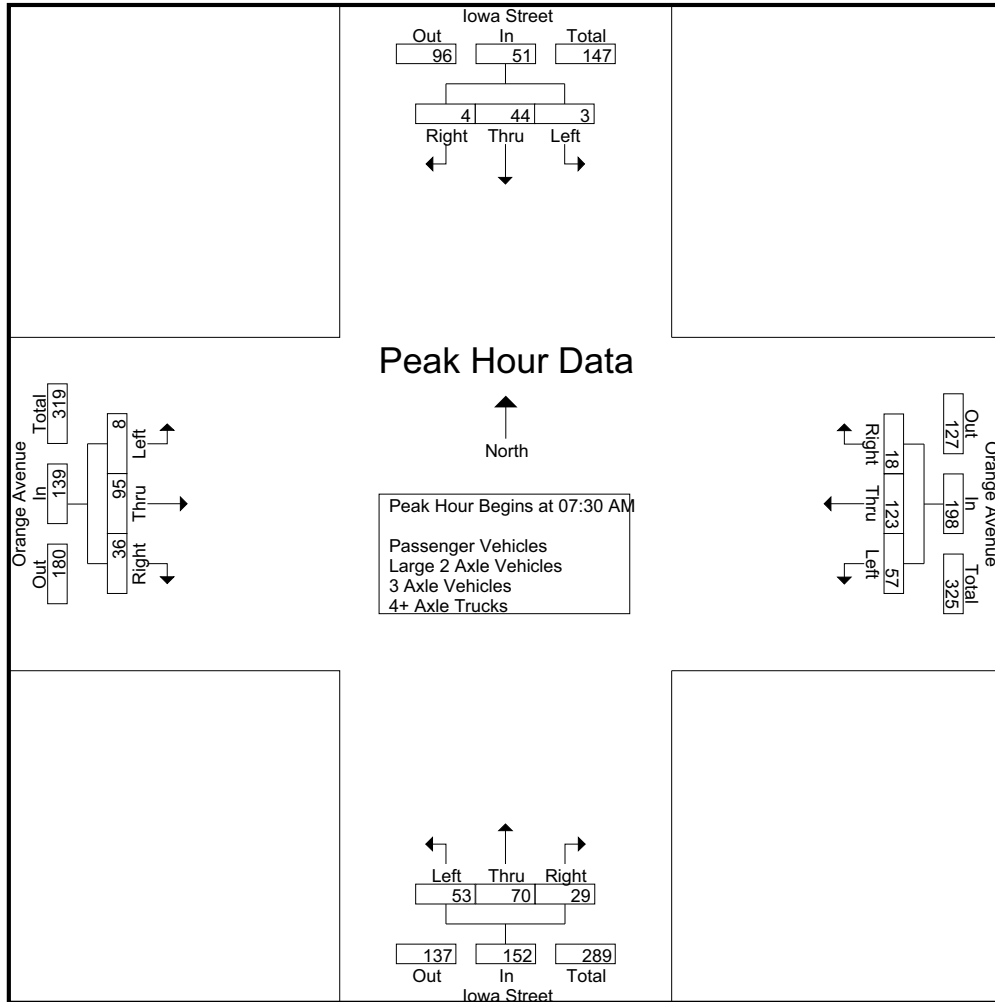 Iowa Street
Out In Total
96 51 147
4 44 3
Right Thru Left
Peak Hour Data
North
Peak Hour Begins at 07:30 AM
Passenger Vehicles
Large 2 Axle Vehicles
3 Axle Vehicles
4+ Axle Trucks
Orange Avenue
Out In Total
180 139 319
8 95 36
Left Thru Right
Orange Avenue
Out In Total
127 198 325
18 123 57
Right Thru Left
Left Thru Right
53 70 29
137 152 289
Out In Total
Iowa Street